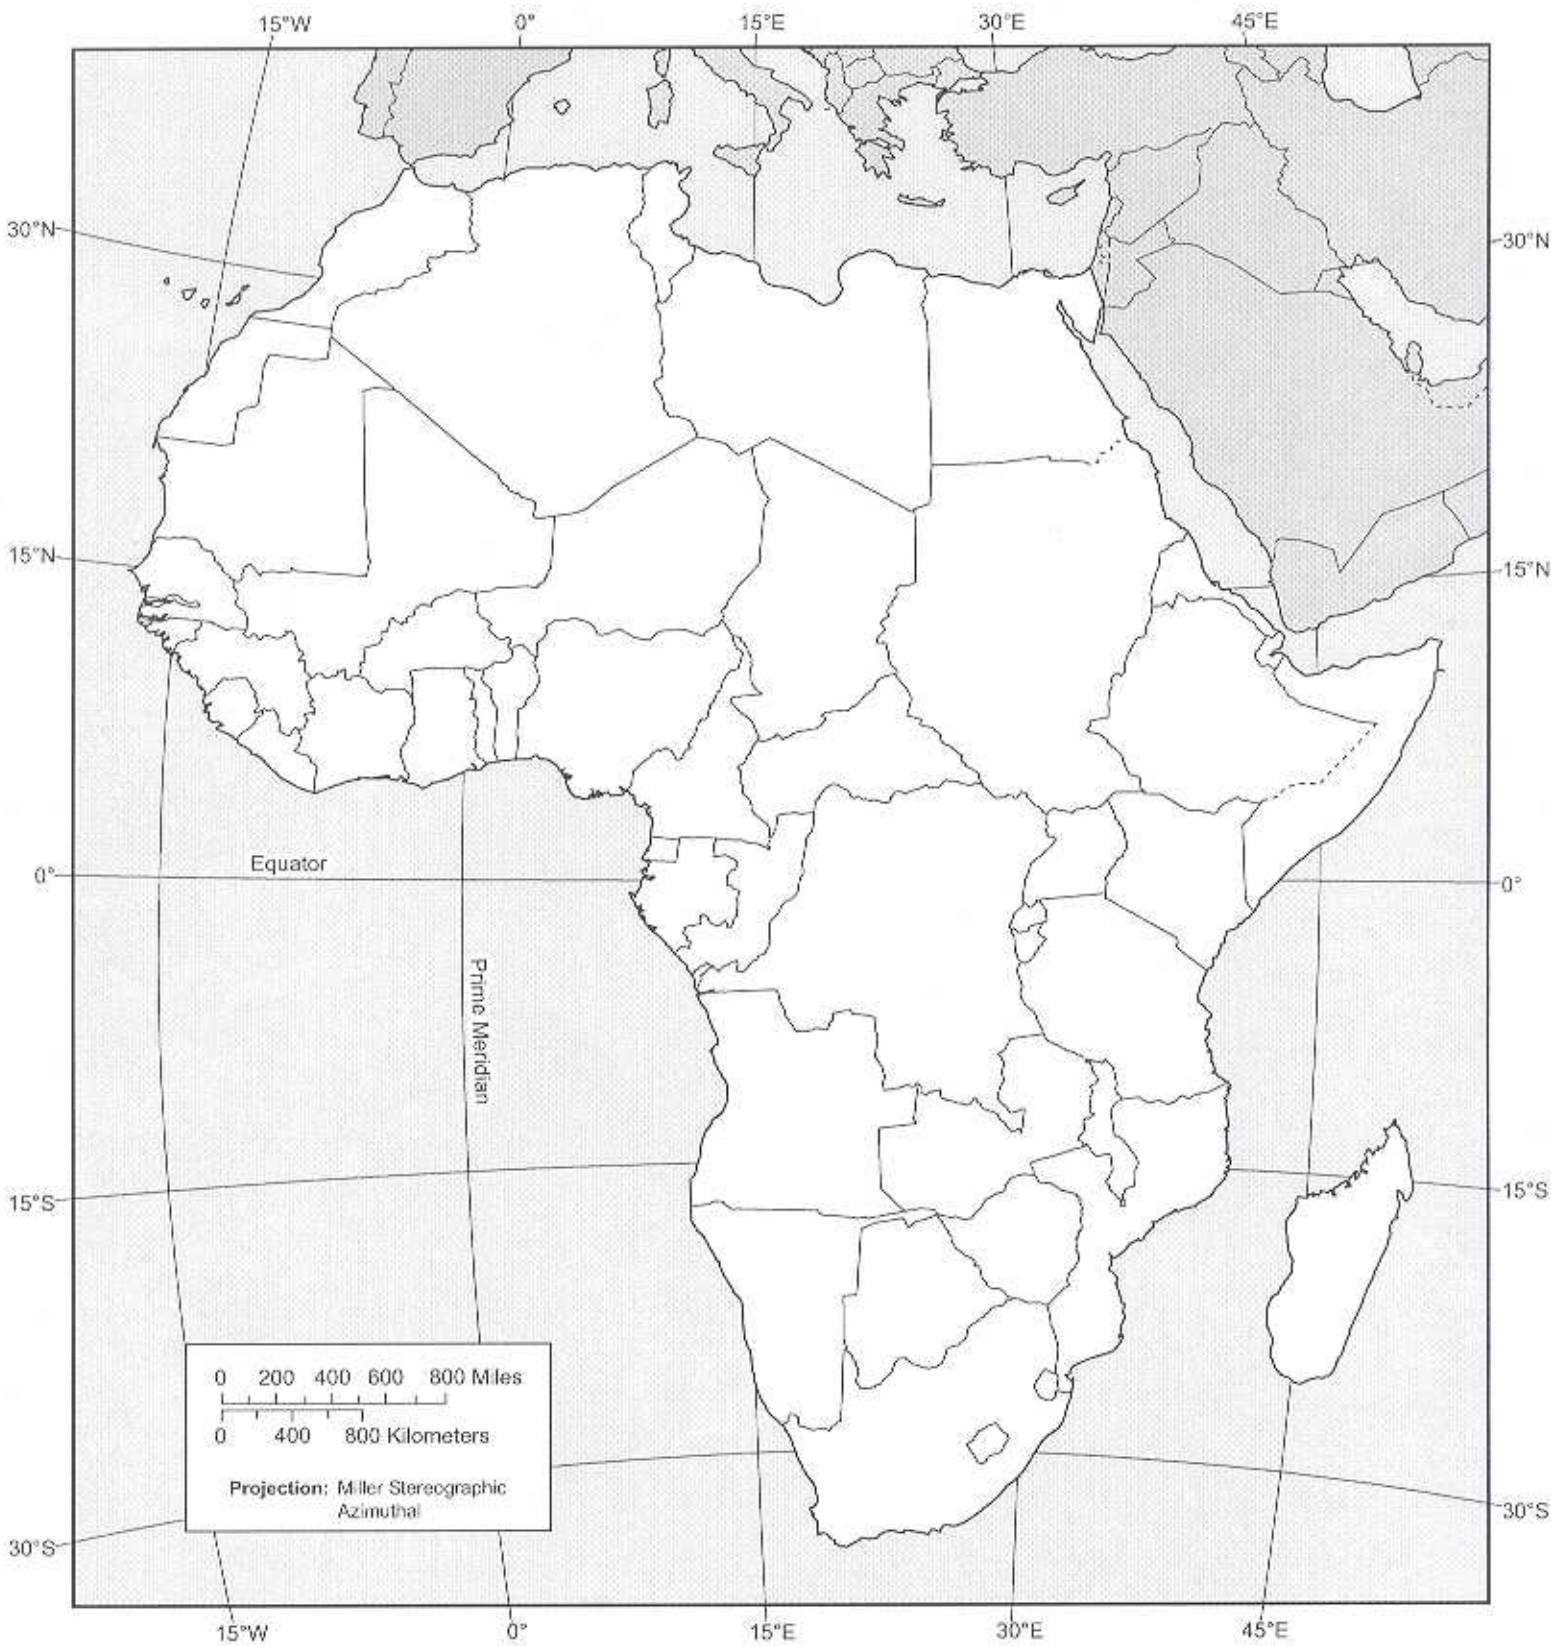 15°W 0° 15°E 30°E 45°E
30°N 30°N
15°N 15°N
Equator
0° 0°
Prime Meridian
15°S 15°S
0 200 400 600 800 Miles
0 400 800 Kilometers
Projection: Miller Stereographic
Azimuthal
30°S 30°S
15°W 0° 15°E 30°E 45°E